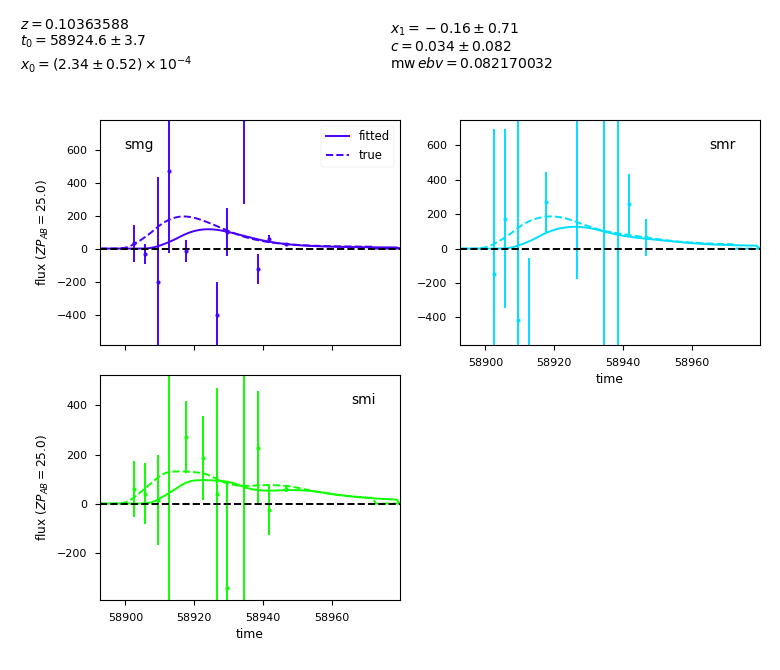 z = 0.10363588
t₀ = 58924.6 ± 3.7
x₀ = (2.34 ± 0.52) × 10⁻⁴
x₁ = −0.16 ± 0.71
c = 0.034 ± 0.082
mw ebv = 0.082170032
smg
fitted
true
600
400
200
0
−200
−400
flux (ZP_AB = 25.0)
smr
600
400
200
0
−200
−400
58900 58920 58940 58960
time
smi
400
200
0
−200
flux (ZP_AB = 25.0)
58900 58920 58940 58960
time